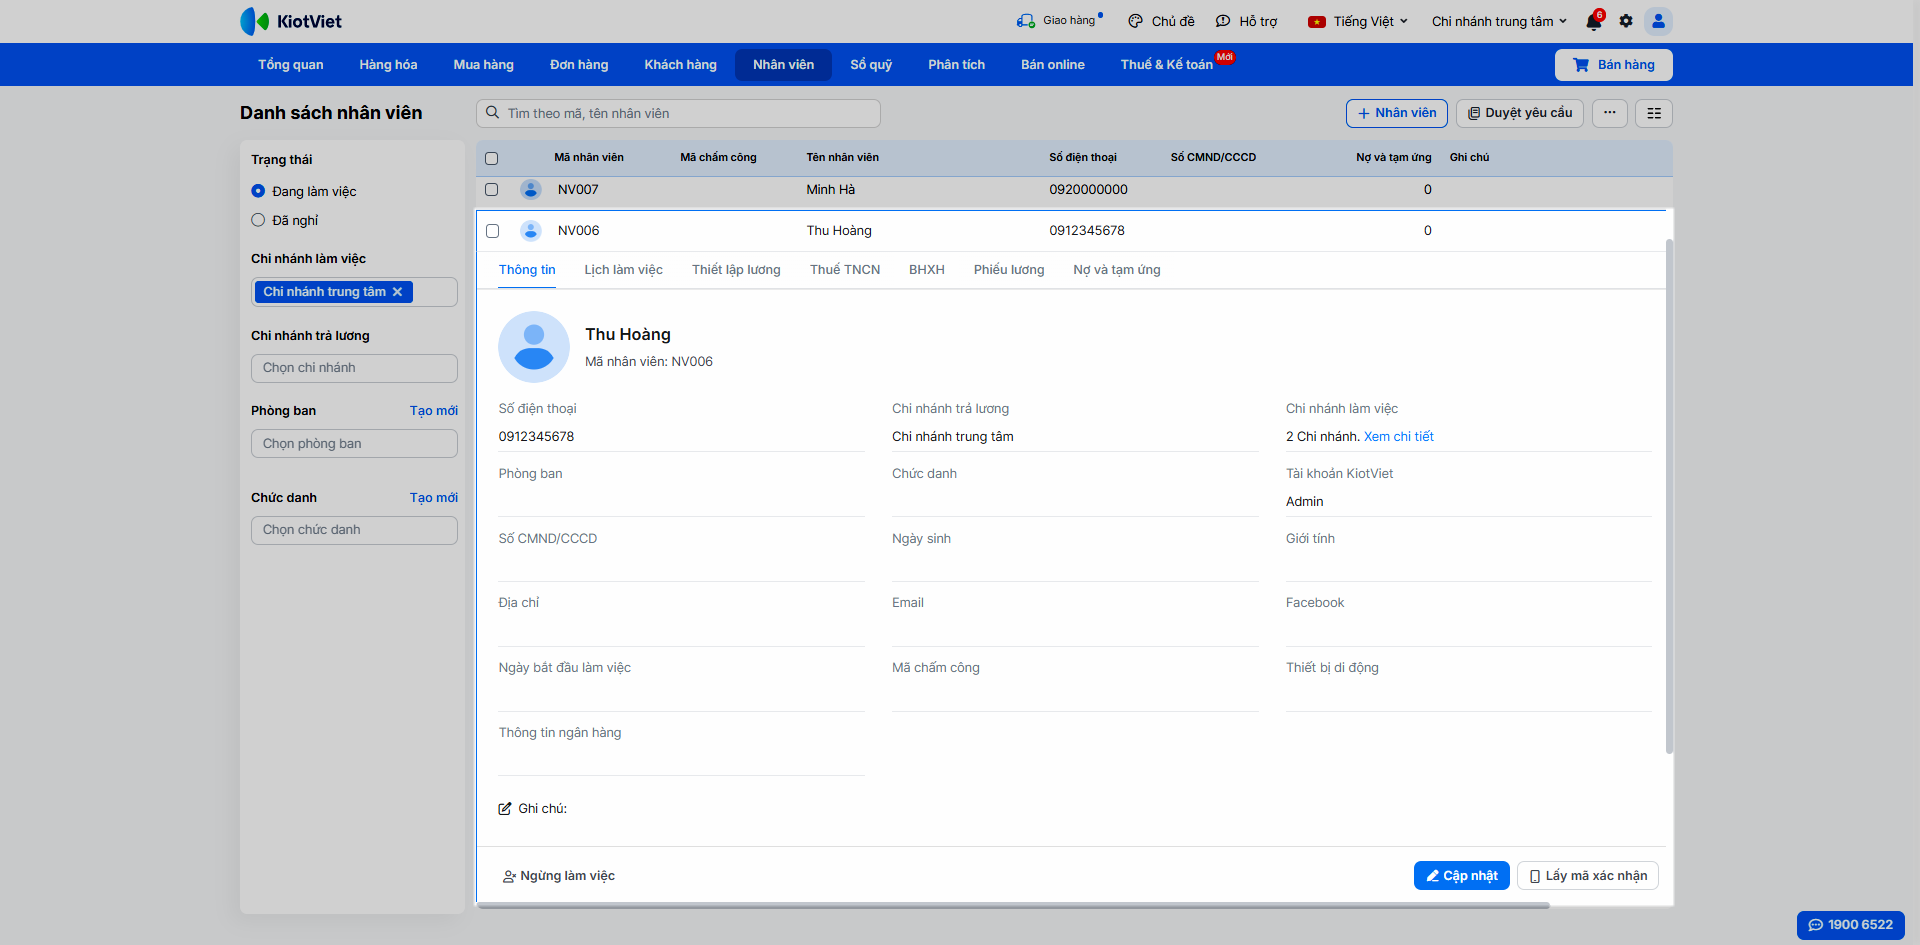 KiotViet
Giao hàng
Chủ đề
Hỗ trợ
Tiếng Việt
Chi nhánh trung tâm
6
Tổng quan
Hàng hóa
Mua hàng
Đơn hàng
Khách hàng
Nhân viên
Sổ quỹ
Phân tích
Bán online
Thuế & Kế toán
Mới
Bán hàng
Danh sách nhân viên
Tìm theo mã, tên nhân viên
Nhân viên
Duyệt yêu cầu
Trạng thái
Đang làm việc
Đã nghỉ
Chi nhánh làm việc
Chi nhánh trung tâm
Chi nhánh trả lương
Chọn chi nhánh
Phòng ban
Tạo mới
Chọn phòng ban
Chức danh
Tạo mới
Chọn chức danh
Mã nhân viên
Mã chấm công
Tên nhân viên
Số điện thoại
Số CMND/CCCD
Nợ và tạm ứng
Ghi chú
NV007
Minh Hà
0920000000
0
NV006
Thu Hoàng
0912345678
0
Thông tin
Lịch làm việc
Thiết lập lương
Thuế TNCN
BHXH
Phiếu lương
Nợ và tạm ứng
Thu Hoàng
Mã nhân viên: NV006
Số điện thoại
Chi nhánh trả lương
Chi nhánh làm việc
0912345678
Chi nhánh trung tâm
2 Chi nhánh. Xem chi tiết
Phòng ban
Chức danh
Tài khoản KiotViet
Admin
Số CMND/CCCD
Ngày sinh
Giới tính
Địa chỉ
Email
Facebook
Ngày bắt đầu làm việc
Mã chấm công
Thiết bị di động
Thông tin ngân hàng
Ghi chú:
Ngừng làm việc
Cập nhật
Lấy mã xác nhận
1900 6522